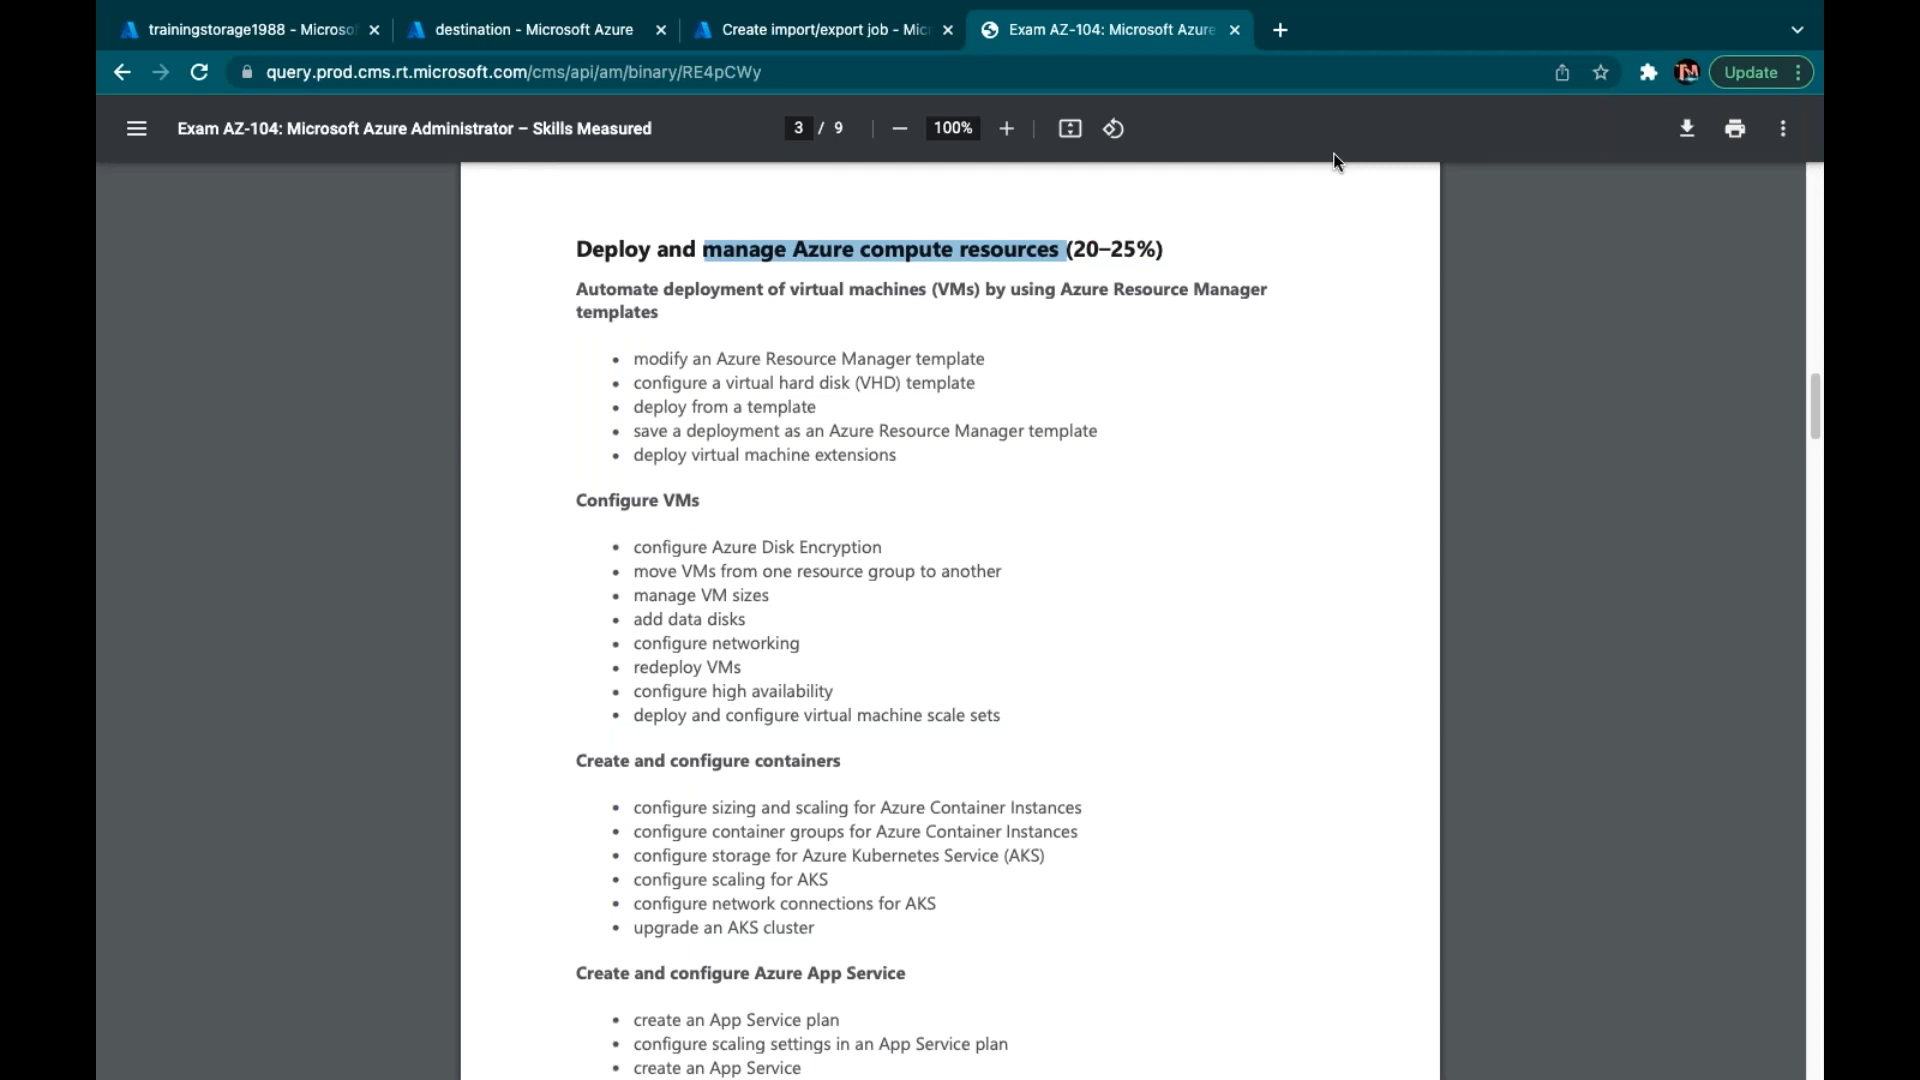 trainingstorage1988 - Microsof
destination - Microsoft Azure
Create import/export job - Mic
Exam AZ-104: Microsoft Azure
query.prod.cms.rt.microsoft.com/cms/api/am/binary/RE4pCWy
Update
Exam AZ-104: Microsoft Azure Administrator – Skills Measured
3 / 9
100%
Deploy and manage Azure compute resources (20–25%)
Automate deployment of virtual machines (VMs) by using Azure Resource Manager
templates
• modify an Azure Resource Manager template
• configure a virtual hard disk (VHD) template
• deploy from a template
• save a deployment as an Azure Resource Manager template
• deploy virtual machine extensions
Configure VMs
• configure Azure Disk Encryption
• move VMs from one resource group to another
• manage VM sizes
• add data disks
• configure networking
• redeploy VMs
• configure high availability
• deploy and configure virtual machine scale sets
Create and configure containers
• configure sizing and scaling for Azure Container Instances
• configure container groups for Azure Container Instances
• configure storage for Azure Kubernetes Service (AKS)
• configure scaling for AKS
• configure network connections for AKS
• upgrade an AKS cluster
Create and configure Azure App Service
• create an App Service plan
• configure scaling settings in an App Service plan
• create an App Service